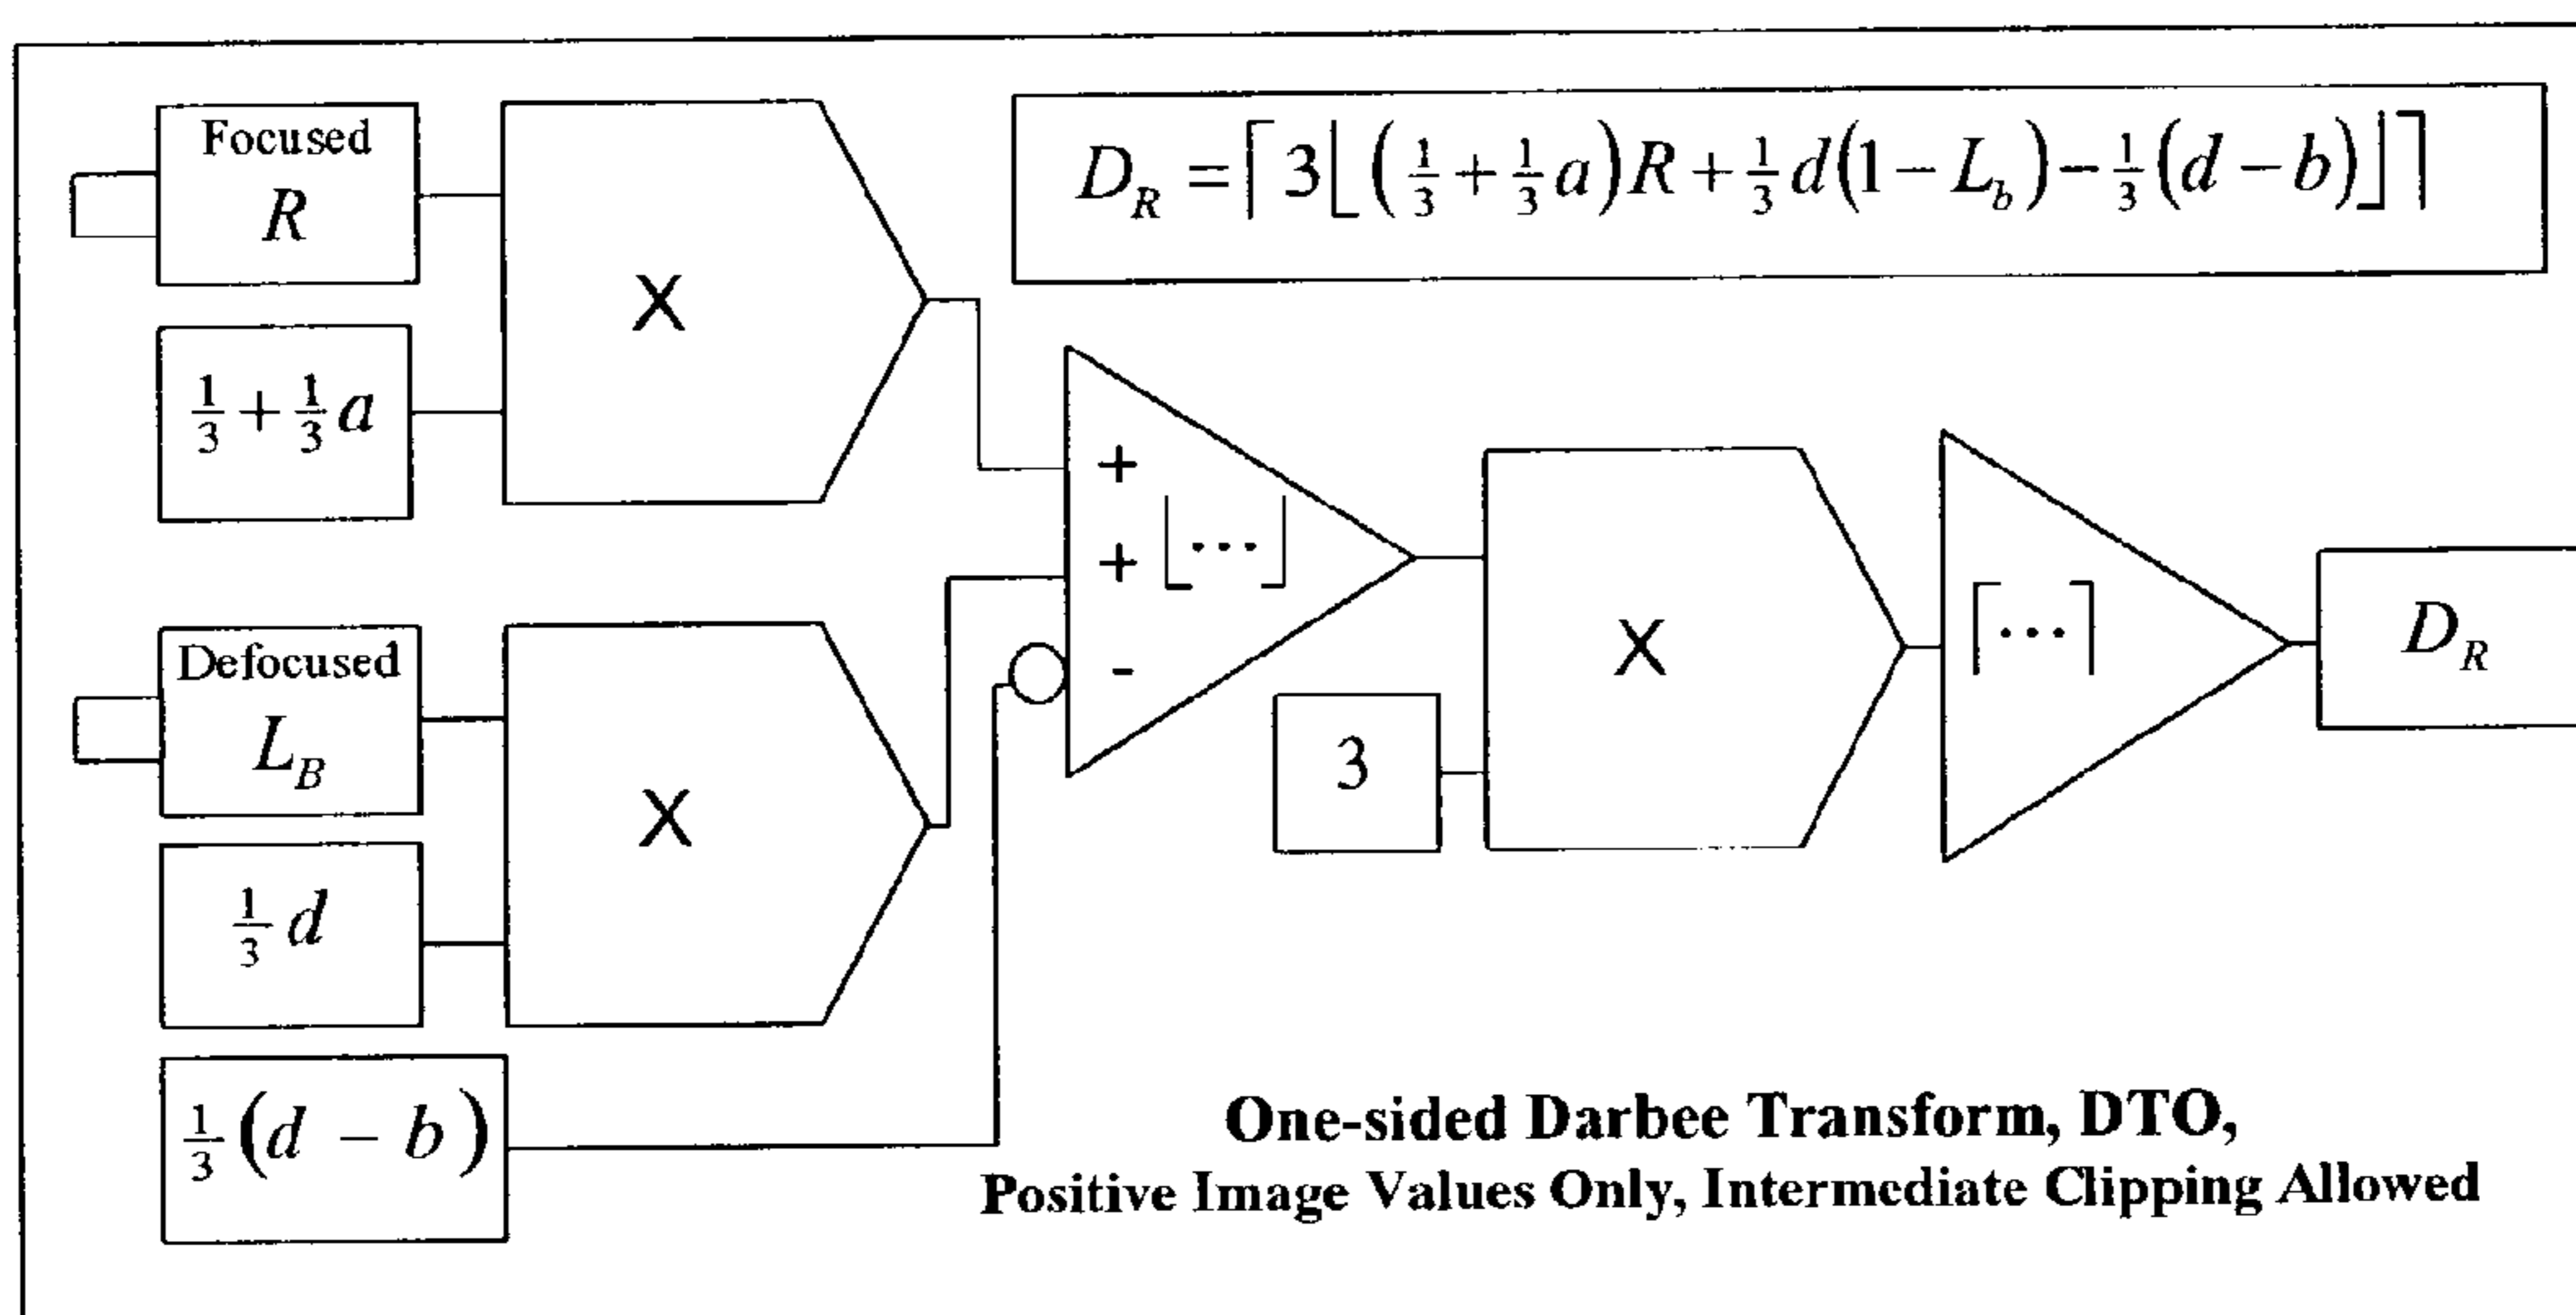 Focused
R
D_R = ⌈3⌊(1/3 + 1/3 a)R + 1/3 d(1 − L_b) − 1/3 (d − b)⌋⌉
X
1/3 + 1/3 a
+
+ ⌊...⌋
-
Defocused
L_B
X
1/3 d
3
X
⌈...⌉
D_R
1/3 (d − b)
One-sided Darbee Transform, DTO,
Positive Image Values Only, Intermediate Clipping Allowed